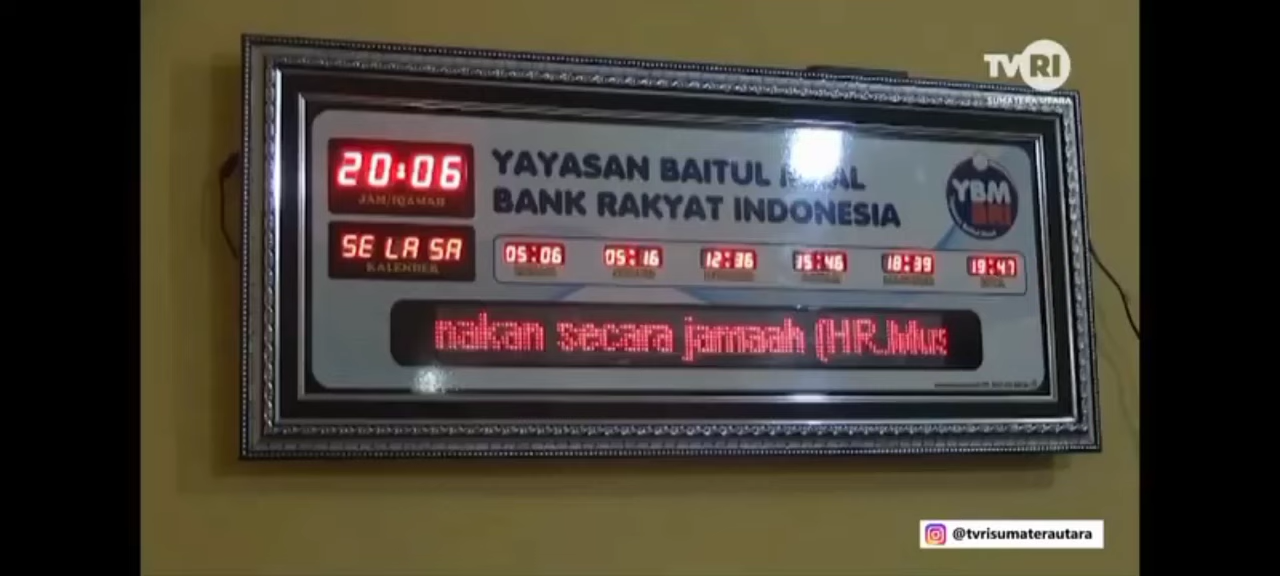 TVRI
SUMATERA UTARA
20:06
JAM/IQAMAH
YAYASAN BAITUL
BANK RAKYAT INDONESIA
YBM
BRI
SE LA SA
KALENDER
05:06 05:16 12:36 15:46 18:39 19:47
nakan secara jamaah (HR.Mus
@tvrisumaterautara